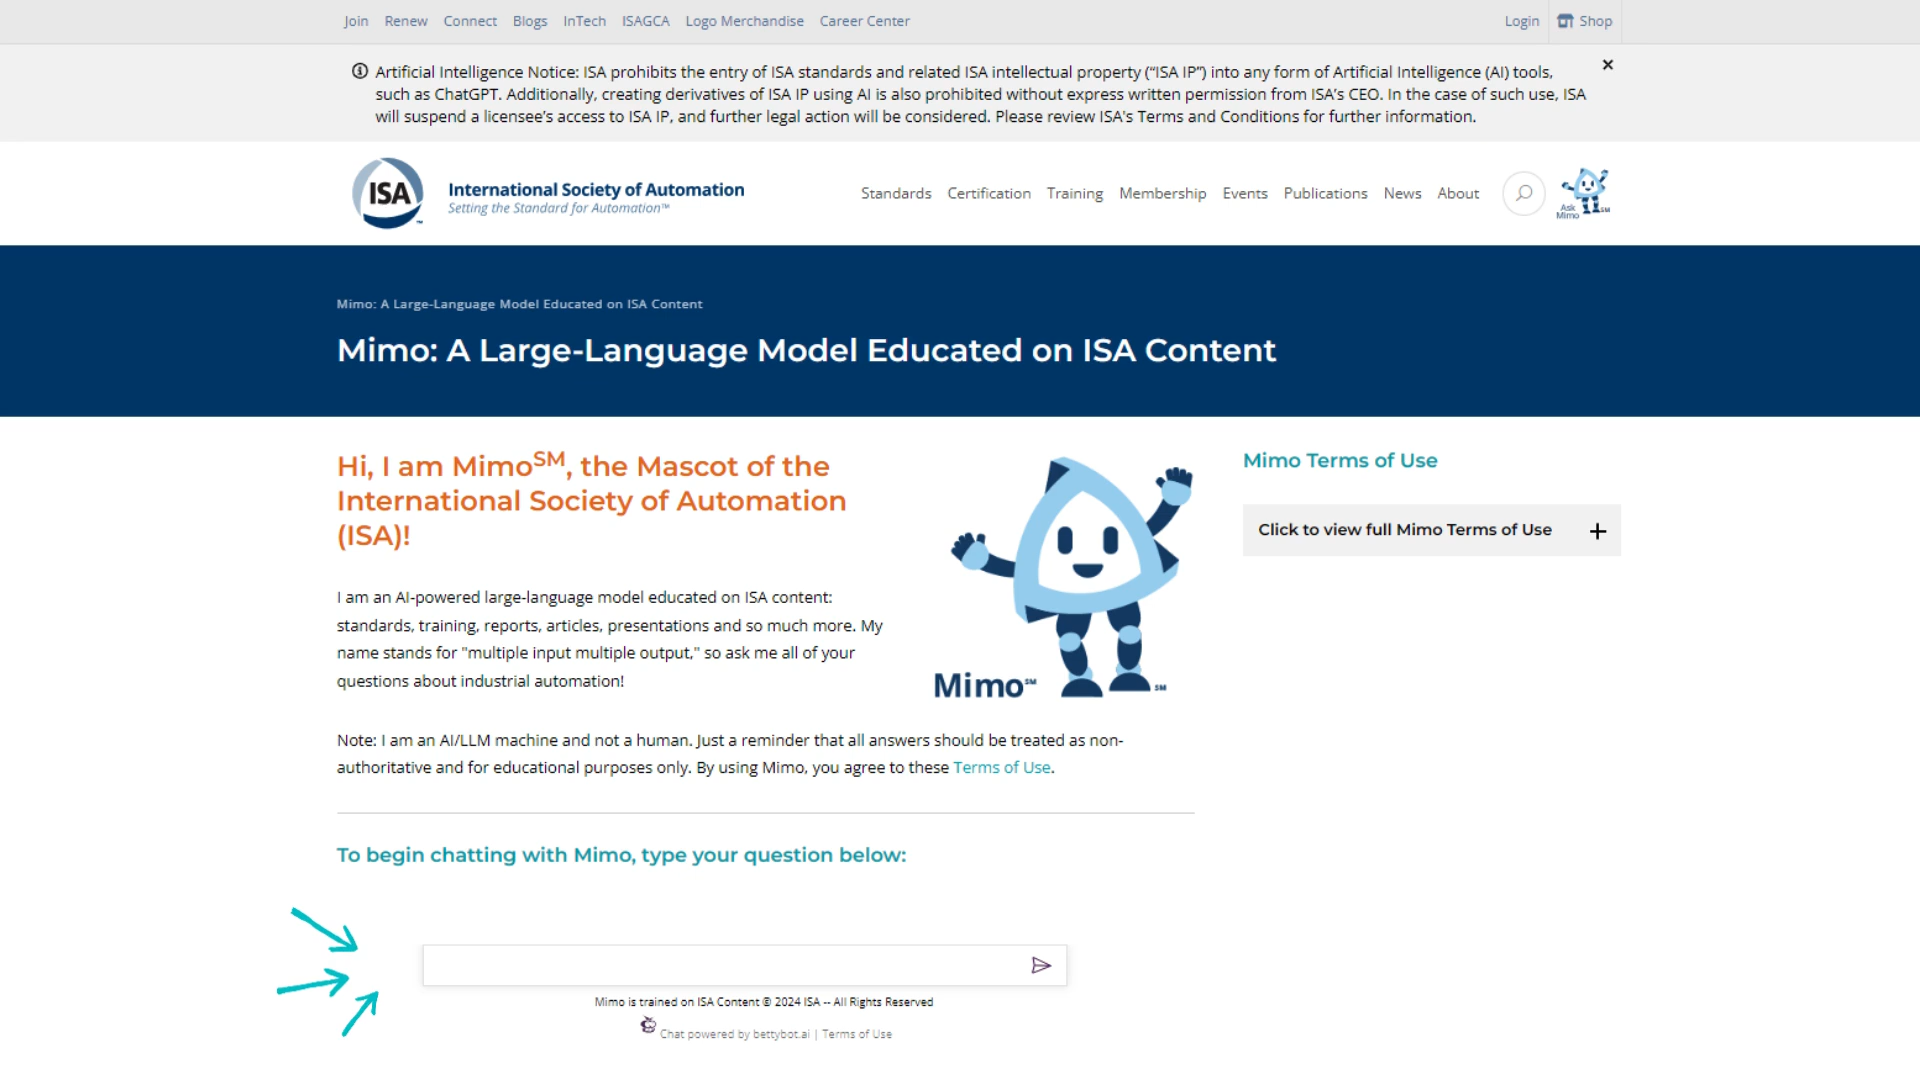 Join Renew Connect Blogs InTech ISAGCA Logo Merchandise Career Center Login Shop
Artificial Intelligence Notice: ISA prohibits the entry of ISA standards and related ISA intellectual property (“ISA IP”) into any form of Artificial Intelligence (AI) tools,
such as ChatGPT. Additionally, creating derivatives of ISA IP using AI is also prohibited without express written permission from ISA’s CEO. In the case of such use, ISA
will suspend a licensee’s access to ISA IP, and further legal action will be considered. Please review ISA's Terms and Conditions for further information.
ISA™
International Society of Automation
Setting the Standard for Automation™
Standards Certification Training Membership Events Publications News About
Ask
Mimo SM
Mimo: A Large-Language Model Educated on ISA Content
Mimo: A Large-Language Model Educated on ISA Content
Hi, I am Mimo℠, the Mascot of the
International Society of Automation
(ISA)!
I am an AI-powered large-language model educated on ISA content:
standards, training, reports, articles, presentations and so much more. My
name stands for "multiple input multiple output," so ask me all of your
questions about industrial automation!
Mimo℠ SM
Mimo Terms of Use
Click to view full Mimo Terms of Use +
Note: I am an AI/LLM machine and not a human. Just a reminder that all answers should be treated as non-
authoritative and for educational purposes only. By using Mimo, you agree to these Terms of Use.
To begin chatting with Mimo, type your question below:
Mimo is trained on ISA Content © 2024 ISA -- All Rights Reserved
Chat powered by bettybot.ai | Terms of Use